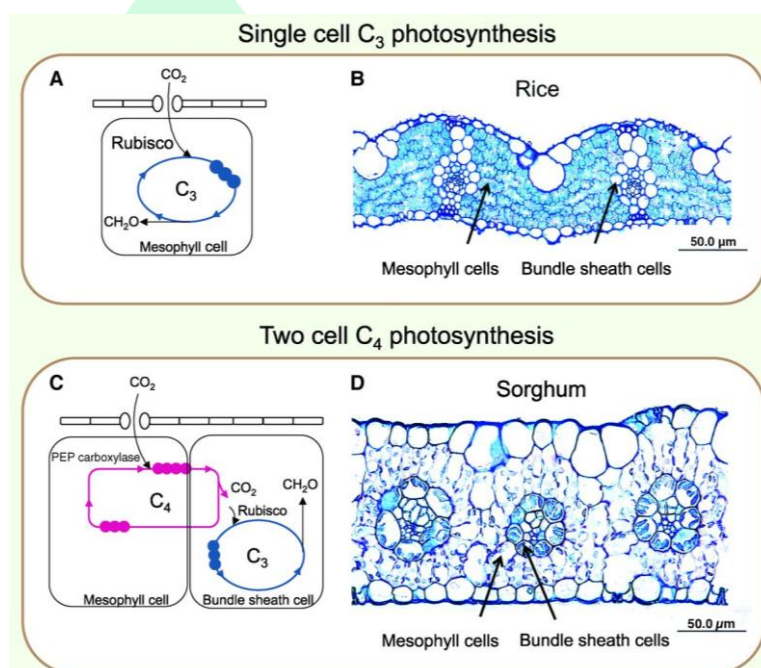 Single cell C₃ photosynthesis
A
CO₂
Rubisco
C₃
CH₂O
Mesophyll cell
B
Rice
Mesophyll cells
Bundle sheath cells
50.0 µm
Two cell C₄ photosynthesis
C
CO₂
PEP carboxylase
C₄
CO₂
CH₂O
Rubisco
C₃
Mesophyll cell
Bundle sheath cell
D
Sorghum
Mesophyll cells
Bundle sheath cells
50.0 µm